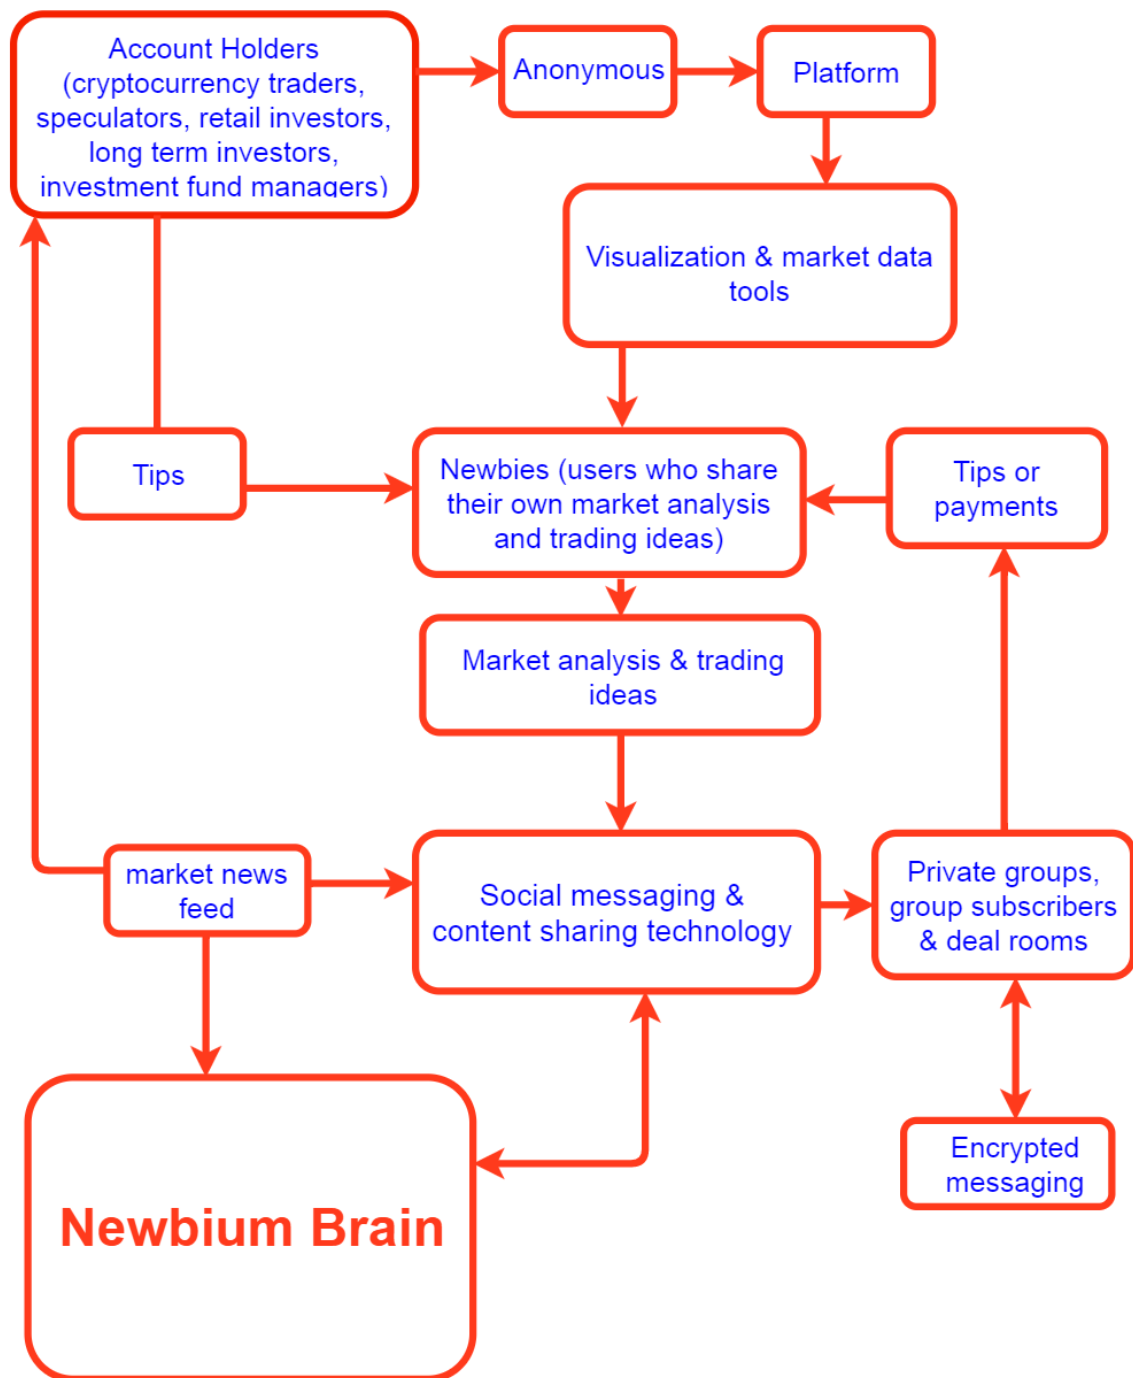 Account Holders
(cryptocurrency traders,
speculators, retail investors,
long term investors,
investment fund managers)
Anonymous
Platform
Visualization & market data
tools
Tips
Newbies (users who share
their own market analysis
and trading ideas)
Tips or
payments
Market analysis & trading
ideas
market news
feed
Social messaging &
content sharing technology
Private groups,
group subscribers
& deal rooms
Newbium Brain
Encrypted
messaging